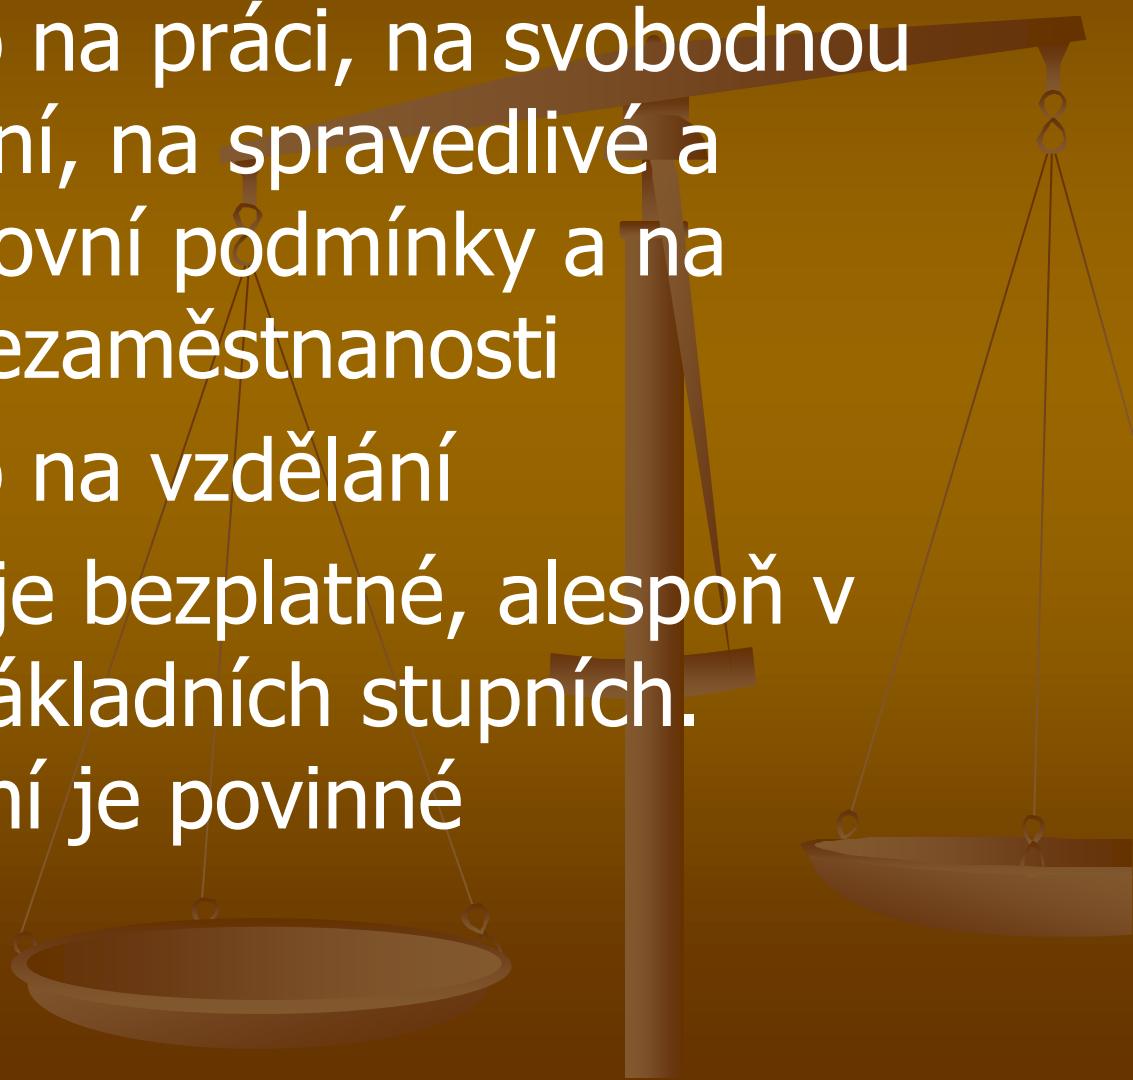 na práci, na svobodnou
ní, na spravedlivé a
ovní podmínky a na
ezaměstnanosti
na vzdělání
je bezplatné, alespoň v
ákladních stupních.
ní je povinné